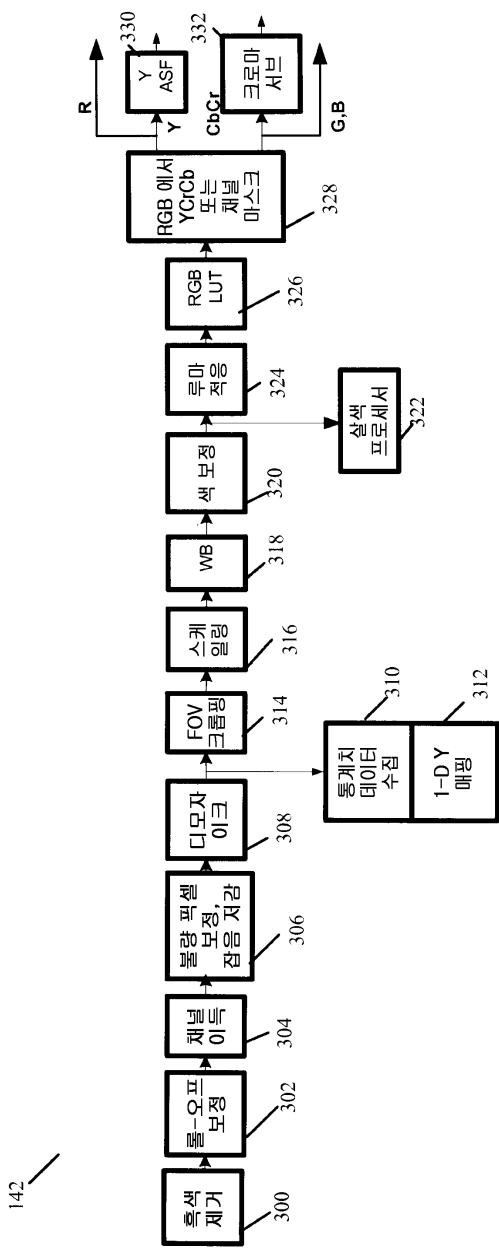 142
흑색
제거
300
롤-오프
보정
302
채널
이득
304
불량 픽셀
보정,
잡음 저감
306
디모자
이크
308
통계치
데이터
수집
310
1-D Y
매핑
312
FOV
크롭핑
314
스케
일링
316
WB
318
색 보정
320
살색
프로세서
322
루마
적응
324
RGB
LUT
326
RGB 에서
YCrCb
또는
채널
마스크
328
R
Y
Y
ASF
330
CbCr
크로마
서브
332
G,B